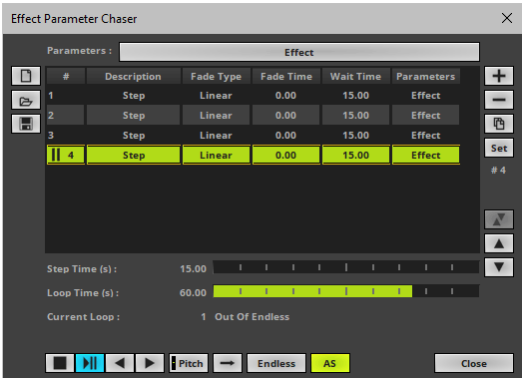 Effect Parameter Chaser
Parameters : Effect
# Description Fade Type Fade Time Wait Time Parameters
1 Step Linear 0.00 15.00 Effect
2 Step Linear 0.00 15.00 Effect
3 Step Linear 0.00 15.00 Effect
4 Step Linear 0.00 15.00 Effect
Set
# 4
Step Time (s) : 15.00
Loop Time (s) : 60.00
Current Loop : 1 Out Of Endless
Pitch Endless AS Close